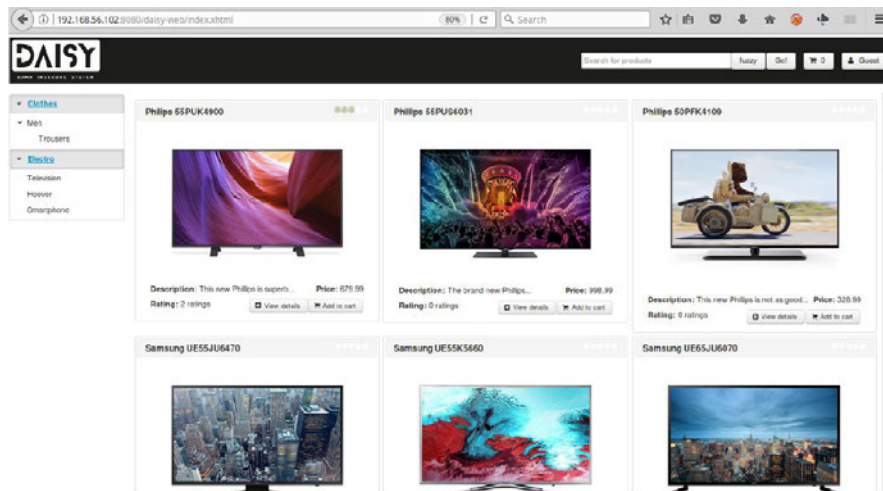 192.168.56.102:8080/daisy-web/index.xhtml
80%
Search
DAISY
Search for products
fuzzy
Go!
0
Guest
Clothes
Men
Trousers
Electro
Television
Hoover
Smartphone
Philips 55PUK4900
Description: This new Philips is superb... Price: 679.99
Rating: 2 ratings
View details
Add to cart
Philips 55PUS6031
Description: The brand new Philips... Price: 998.99
Rating: 0 ratings
View details
Add to cart
Philips 50PFK4109
Description: This new Philips is not as good... Price: 328.99
Rating: 0 ratings
View details
Add to cart
Samsung UE55JU6470
Samsung UE55K5660
Samsung UE65JU6070